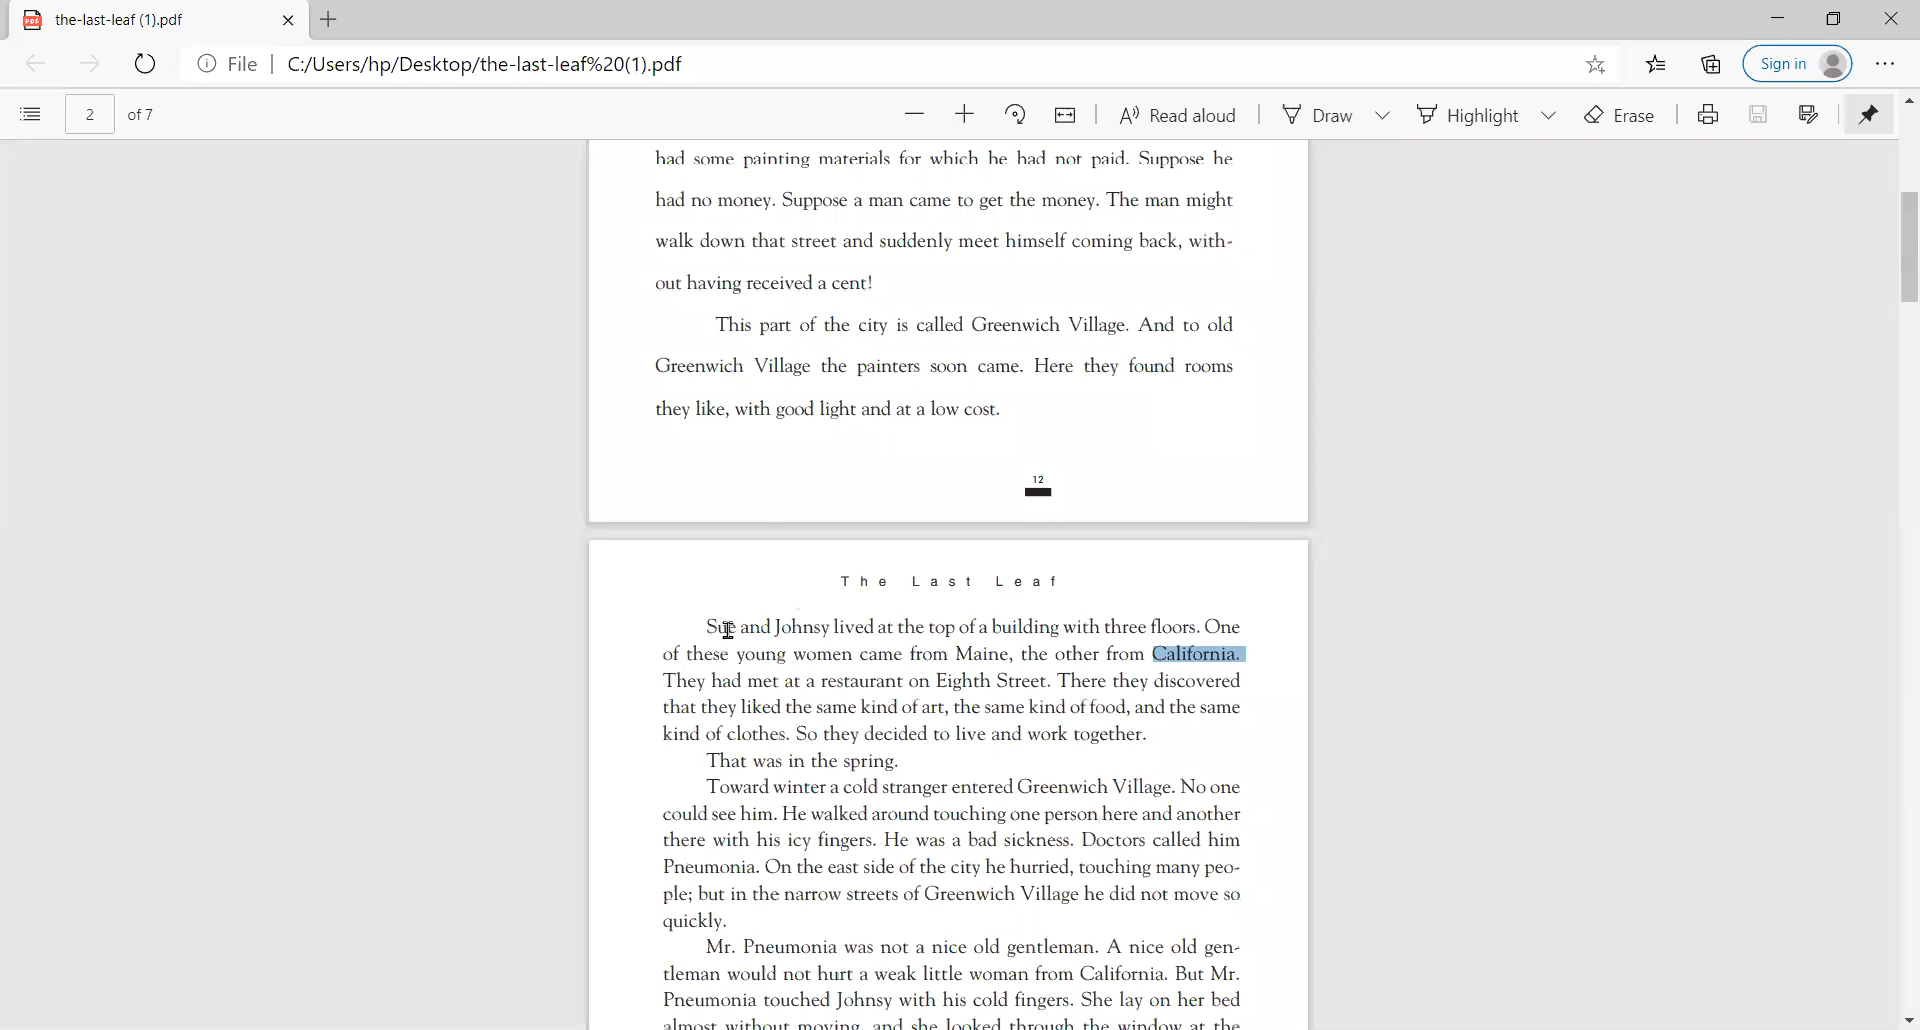 the-last-leaf (1).pdf
File | C:/Users/hp/Desktop/the-last-leaf%20(1).pdf
Sign in
2 of 7
Read aloud Draw Highlight Erase
had some painting materials for which he had not paid. Suppose he
had no money. Suppose a man came to get the money. The man might
walk down that street and suddenly meet himself coming back, with-
out having received a cent!
This part of the city is called Greenwich Village. And to old
Greenwich Village the painters soon came. Here they found rooms
they like, with good light and at a low cost.
12
The Last Leaf
Sue and Johnsy lived at the top of a building with three floors. One
of these young women came from Maine, the other from California.
They had met at a restaurant on Eighth Street. There they discovered
that they liked the same kind of art, the same kind of food, and the same
kind of clothes. So they decided to live and work together.
That was in the spring.
Toward winter a cold stranger entered Greenwich Village. No one
could see him. He walked around touching one person here and another
there with his icy fingers. He was a bad sickness. Doctors called him
Pneumonia. On the east side of the city he hurried, touching many peo-
ple; but in the narrow streets of Greenwich Village he did not move so
quickly.
Mr. Pneumonia was not a nice old gentleman. A nice old gen-
tleman would not hurt a weak little woman from California. But Mr.
Pneumonia touched Johnsy with his cold fingers. She lay on her bed
almost without moving, and she looked through the window at the